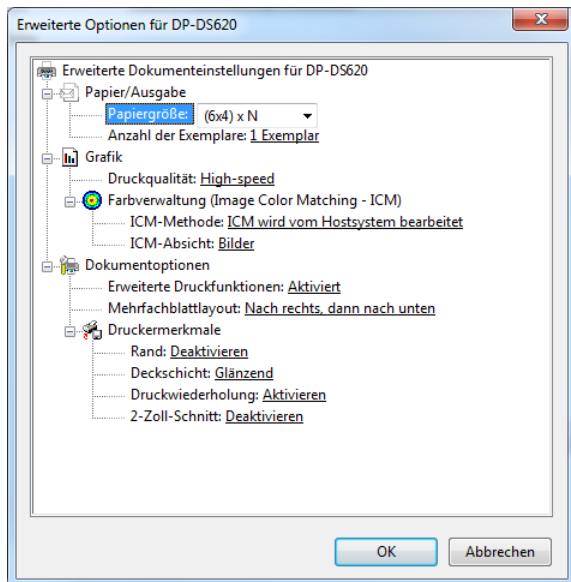 Erweiterte Optionen für DP-DS620
Erweiterte Dokumenteinstellungen für DP-DS620
Papier/Ausgabe
Papiergröße: (6x4) x N
Anzahl der Exemplare: 1 Exemplar
Grafik
Druckqualität: High-speed
Farbverwaltung (Image Color Matching - ICM)
ICM-Methode: ICM wird vom Hostsystem bearbeitet
ICM-Absicht: Bilder
Dokumentoptionen
Erweiterte Druckfunktionen: Aktiviert
Mehrfachblattlayout: Nach rechts, dann nach unten
Druckermerkmale
Rand: Deaktivieren
Deckschicht: Glänzend
Druckwiederholung: Aktivieren
2-Zoll-Schnitt: Deaktivieren
OK Abbrechen